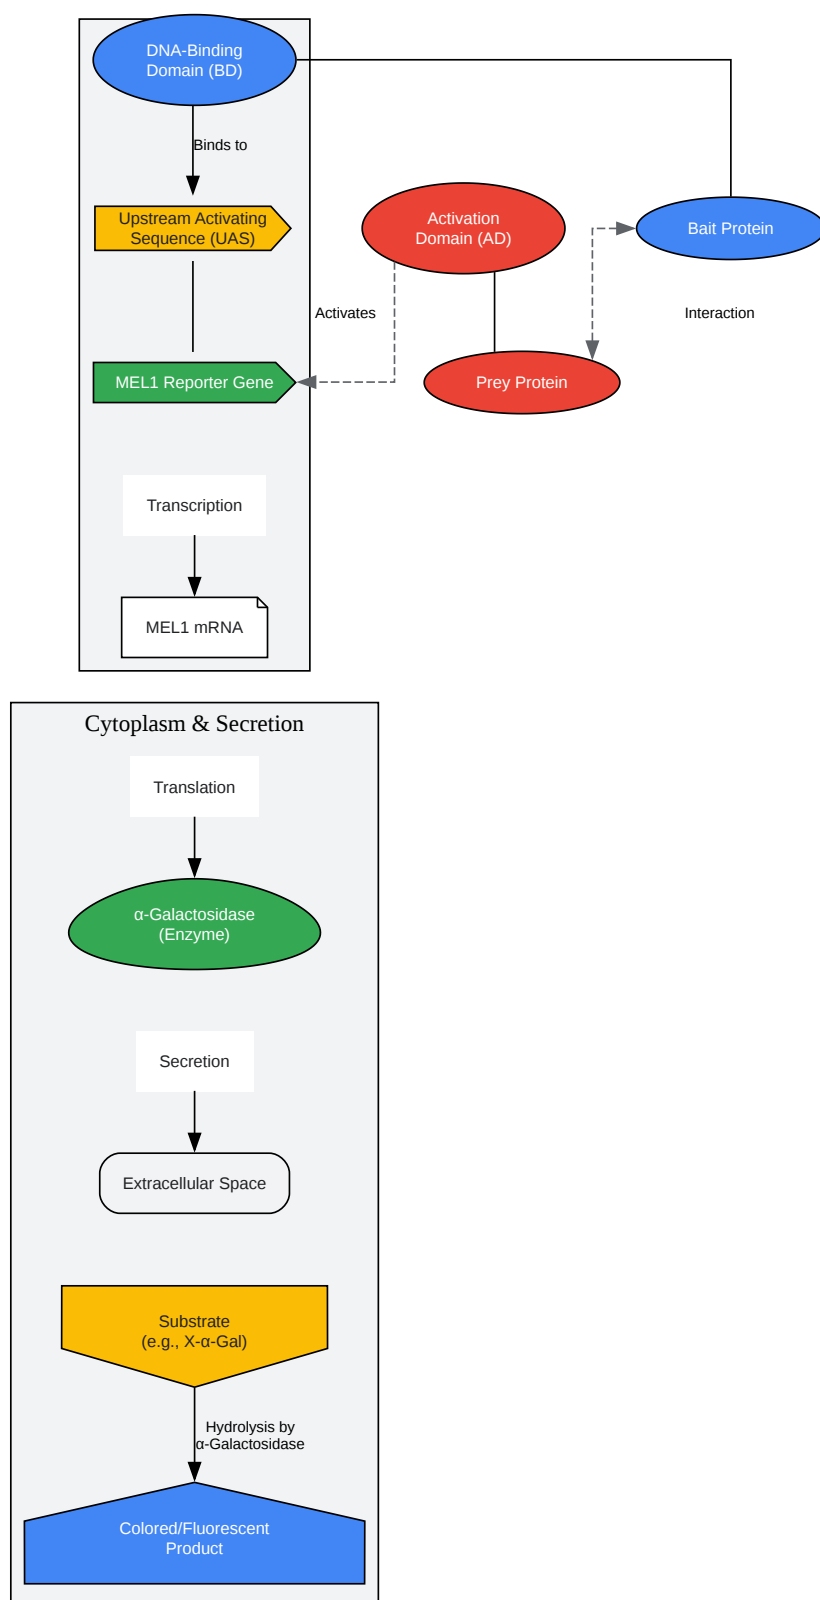 DNA-Binding
Domain (BD)
Binds to
Upstream Activating
Sequence (UAS)
Activation
Domain (AD)
Bait Protein
Activates
Interaction
MEL1 Reporter Gene
Prey Protein
Transcription
MEL1 mRNA
Cytoplasm & Secretion
Translation
α-Galactosidase
(Enzyme)
Secretion
Extracellular Space
Substrate
(e.g., X-α-Gal)
Hydrolysis by
α-Galactosidase
Colored/Fluorescent
Product